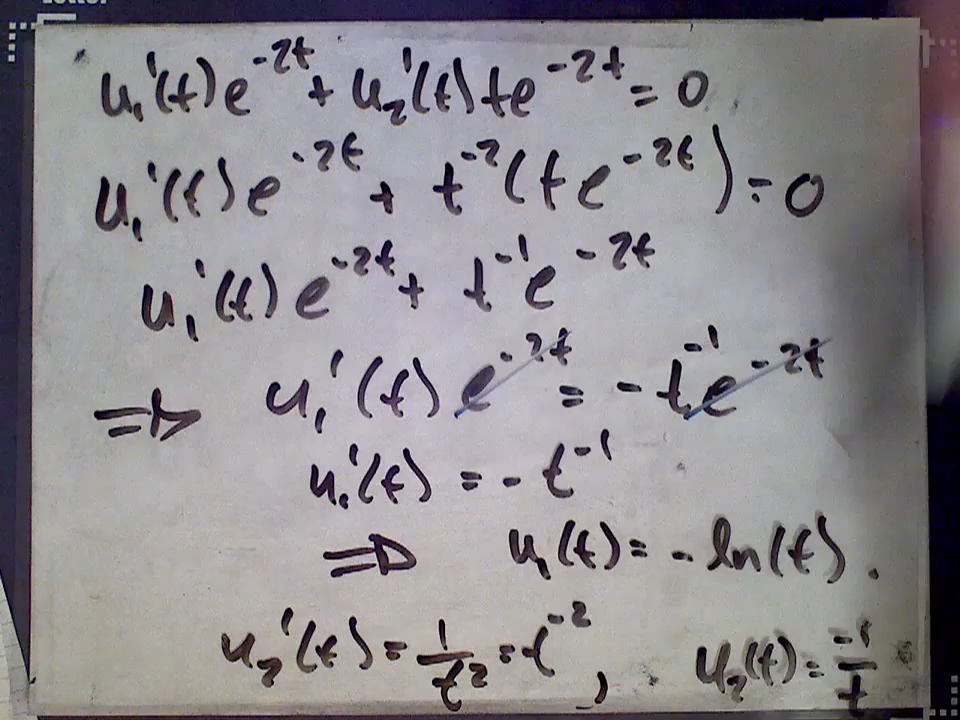 u₁'(t)e^{-2t} + u₂'(t)te^{-2t} = 0
u₁'(t)e^{-2t} + t^{-2}(te^{-2t}) = 0
u₁'(t)e^{-2t} + t^{-1}e^{-2t}
⇒ u₁'(t)e^{-2t} = -t^{-1}e^{-2t}
u₁'(t) = -t^{-1}
⇒ u₁(t) = -ln(t).
u₂'(t) = 1/t² = t^{-2}, u₂(t) = -1/t